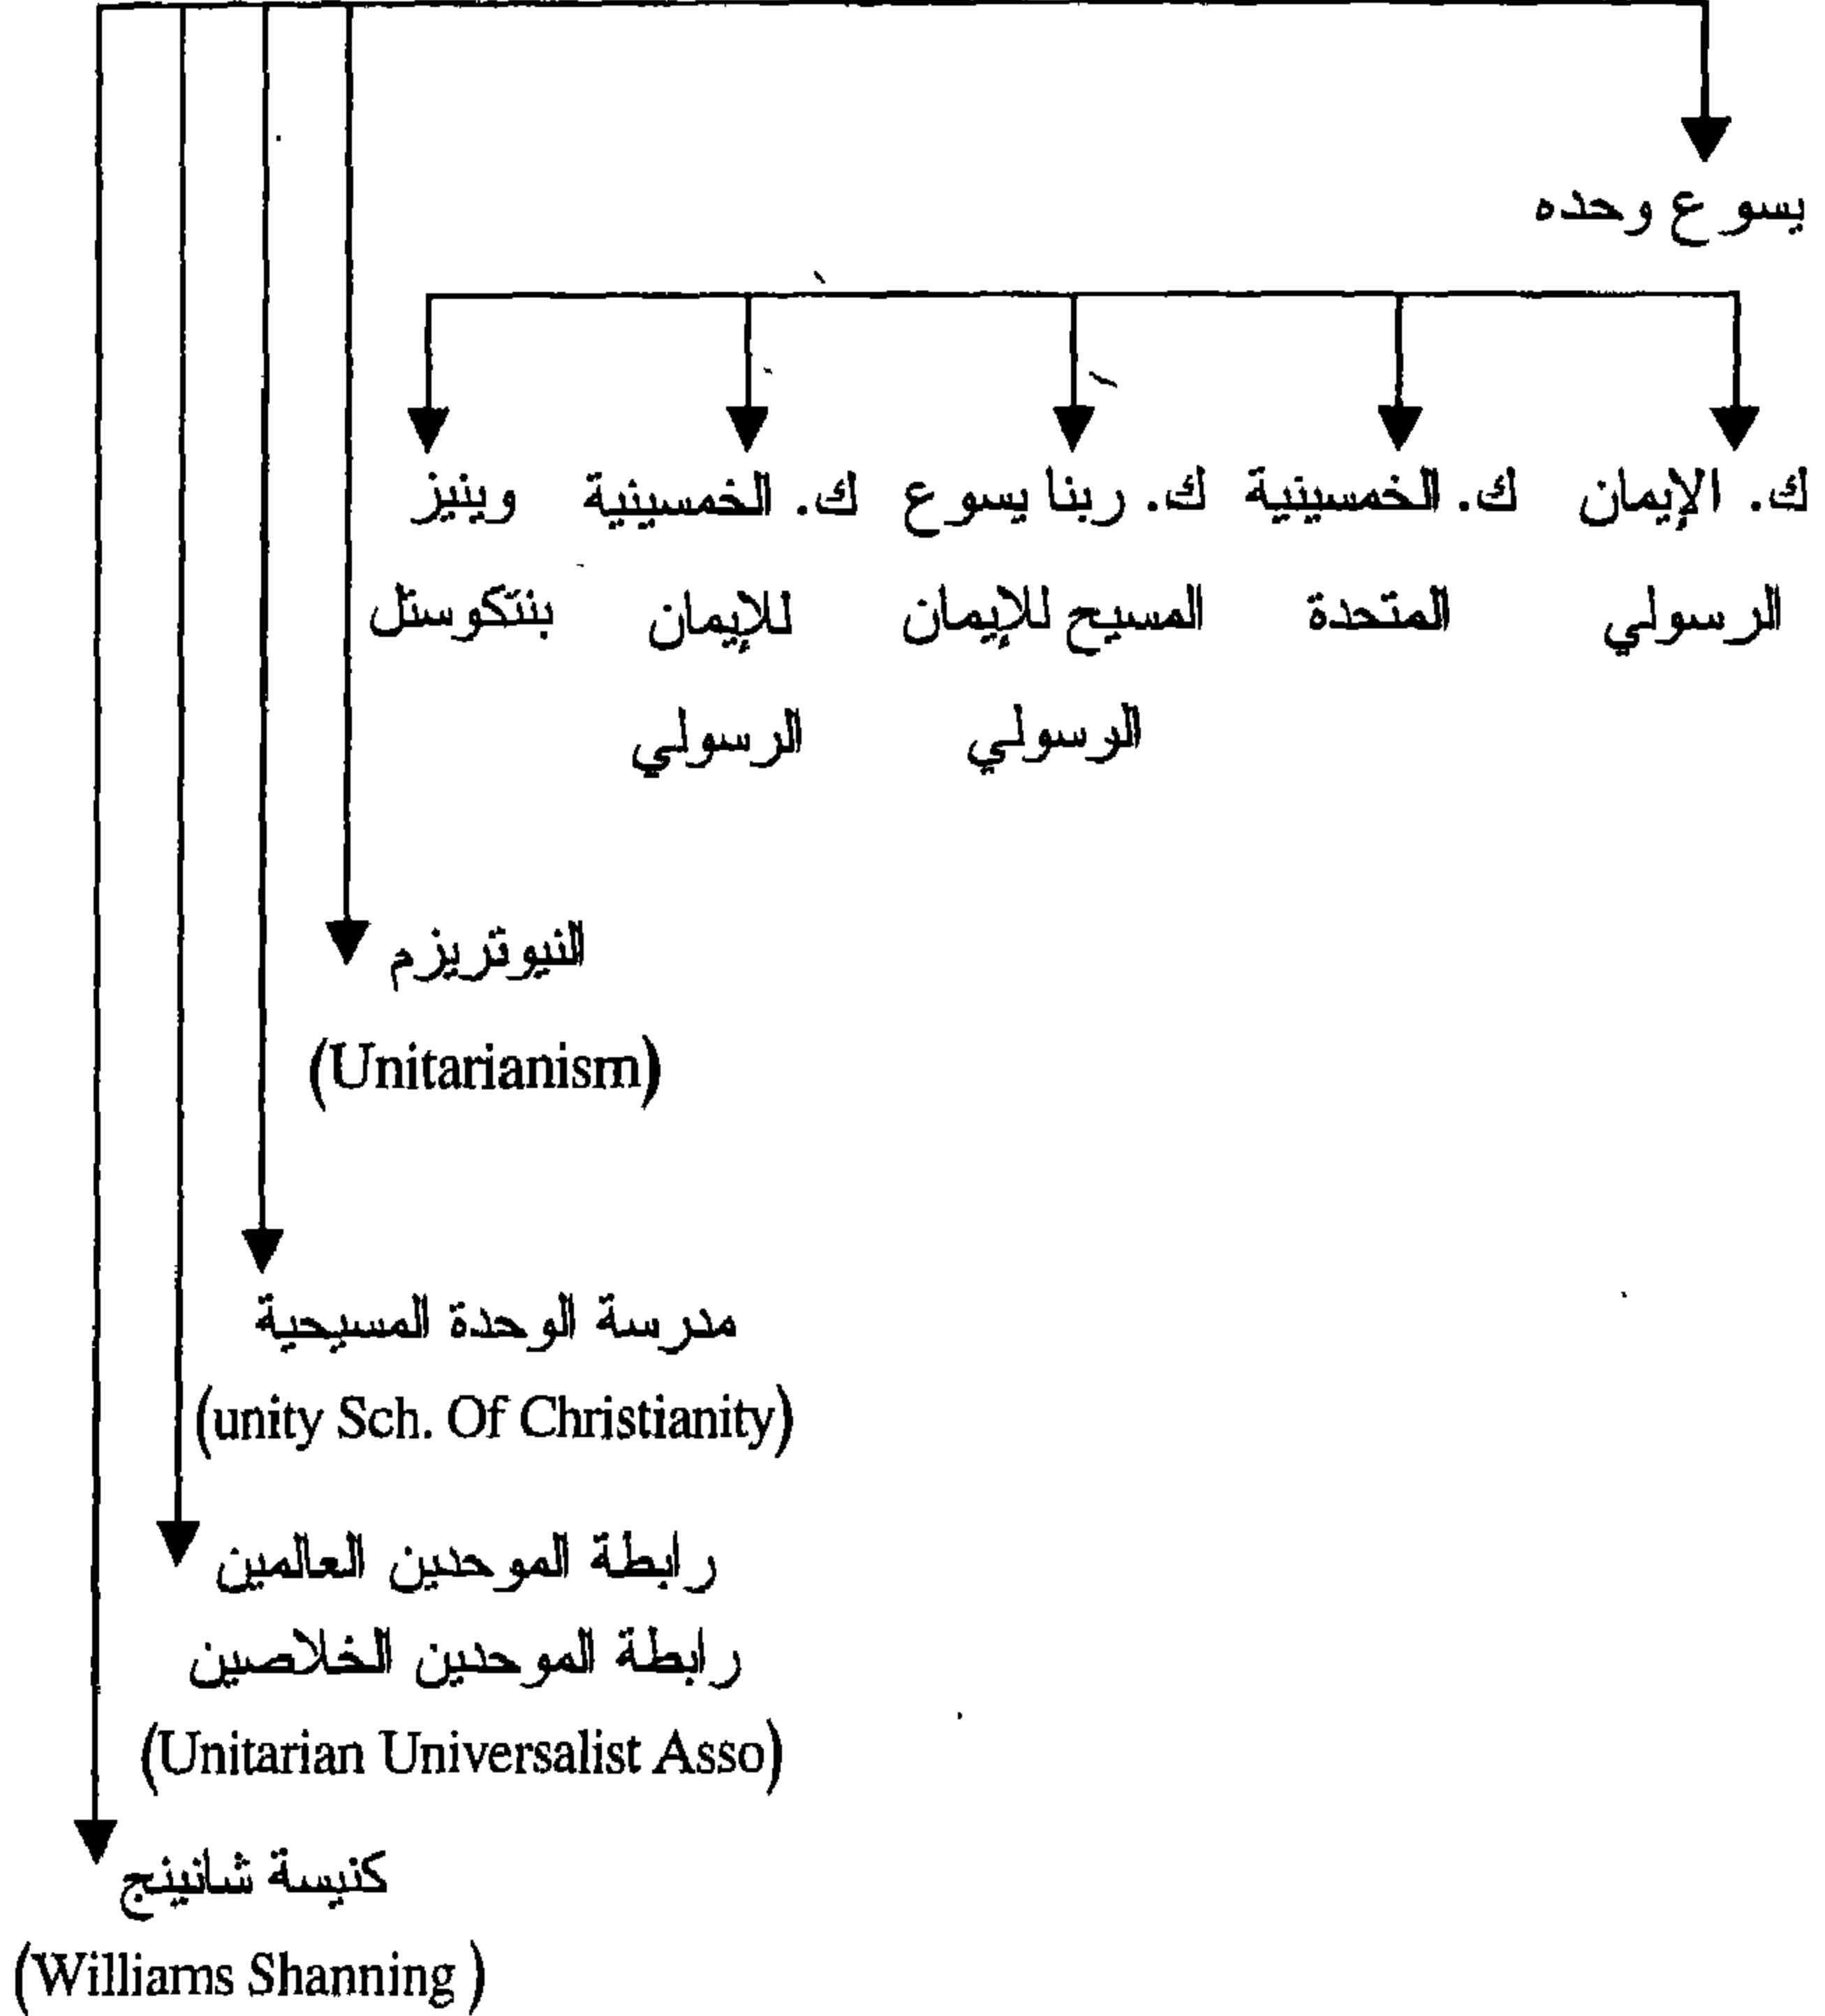 يسوع وحده
ك. الإيمان
الرسولي
ك. الخمسينية
المتحدة
ك. ربنا يسوع
المسيح للإيمان
الرسولي
ك. الخمسينية
للإيمان
الرسولي
وينيز
بنتكوستل
النيوتريزم
(Unitarianism)
مدرسة الوحدة المسيحية
(unity Sch. Of Christianity)
رابطة الموحدين العالمين
رابطة الموحدين الخلاصين
(Unitarian Universalist Asso)
كنيسة شانينج
(Williams Shanning )